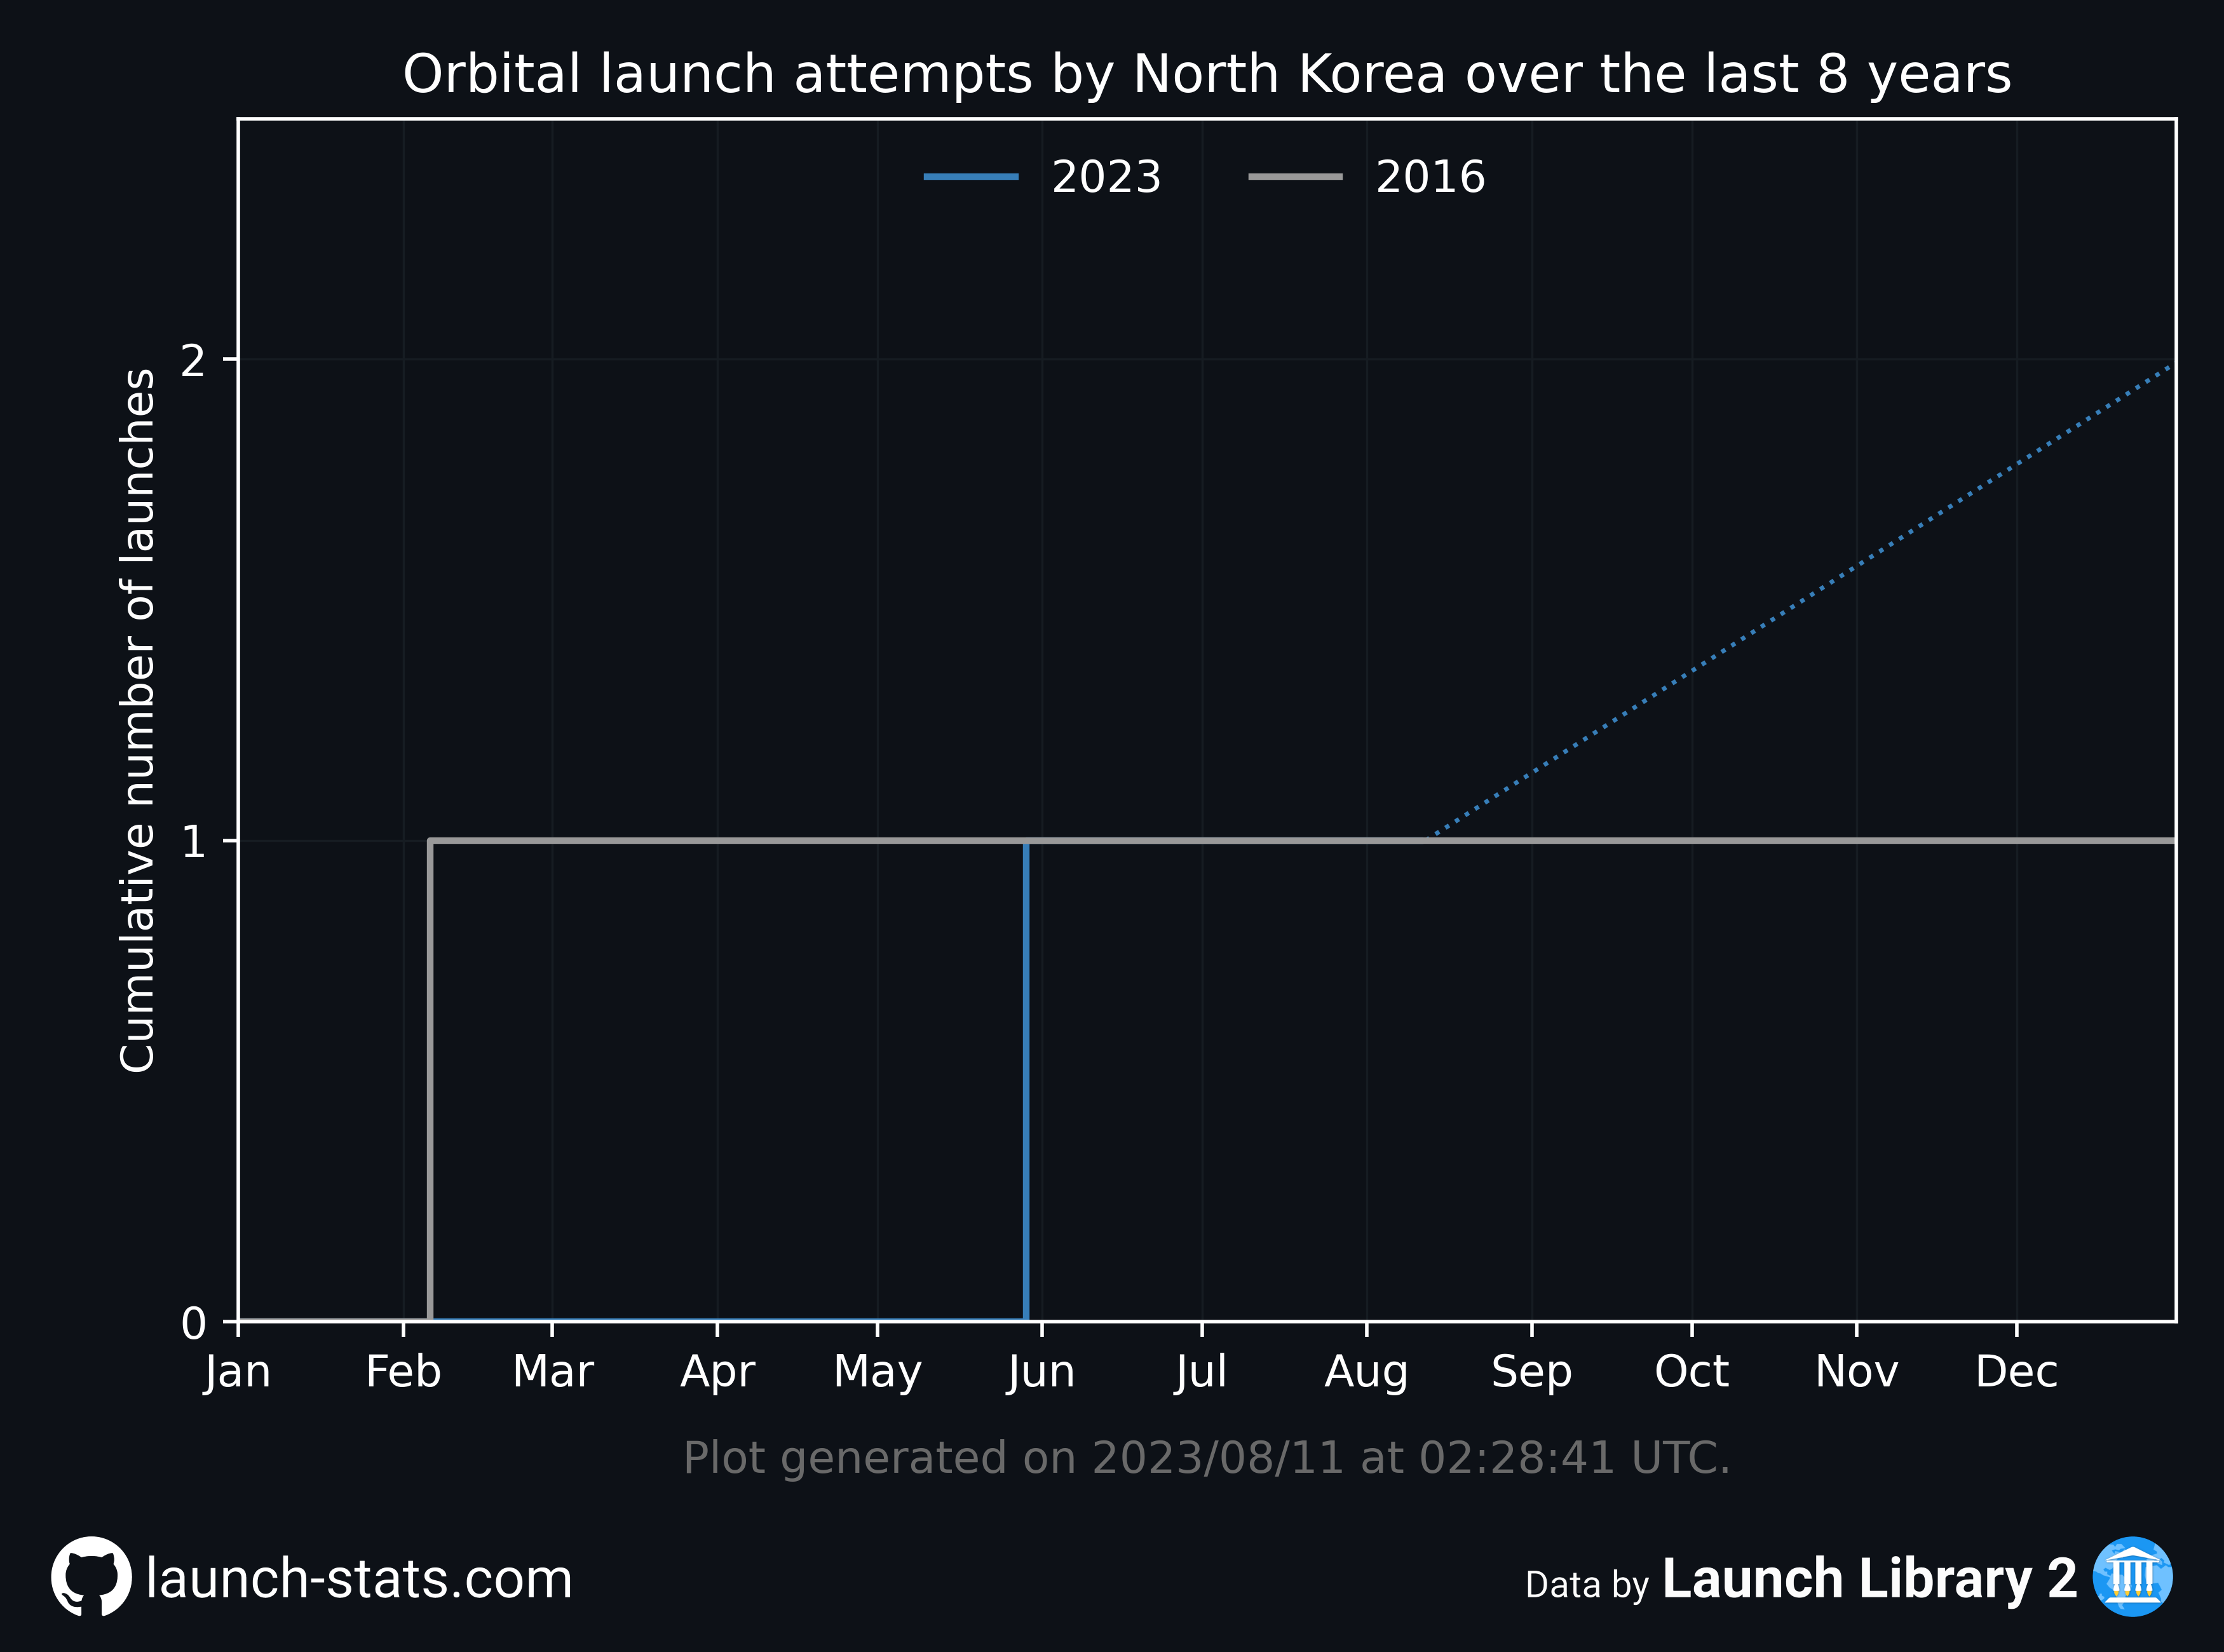 Orbital launch attempts by North Korea over the last 8 years
2023 2016
Cumulative number of launches
2
1
0
Jan Feb Mar Apr May Jun Jul Aug Sep Oct Nov Dec
Plot generated on 2023/08/11 at 02:28:41 UTC.
launch-stats.com
Data by Launch Library 2